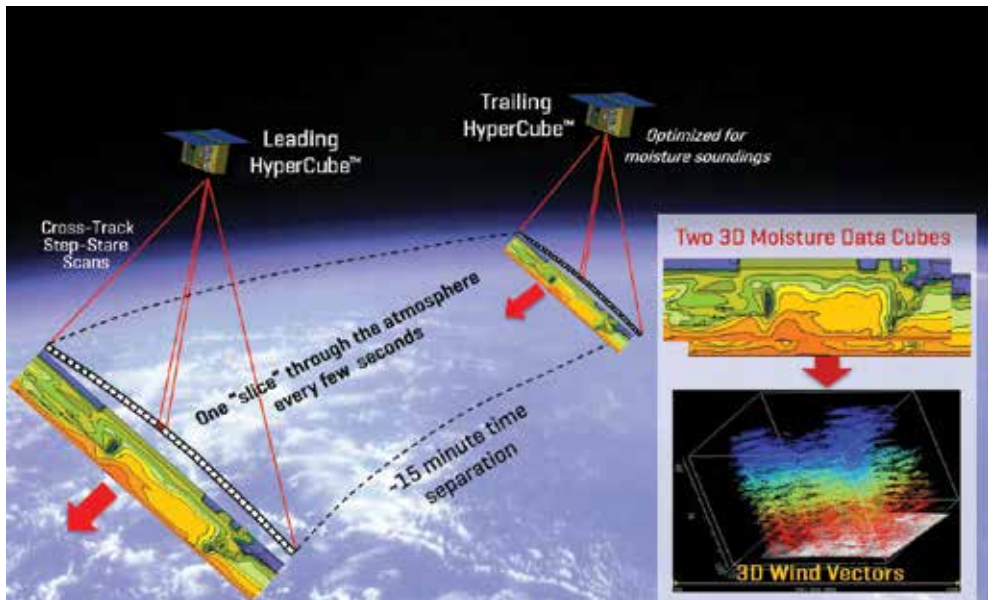 Leading
HyperCube™
Trailing
HyperCube™
Optimized for
moisture soundings
Cross-Track
Step-Stare
Scans
One "slice" through the atmosphere
every few seconds
~15 minute time
separation
Two 3D Moisture Data Cubes
3D Wind Vectors